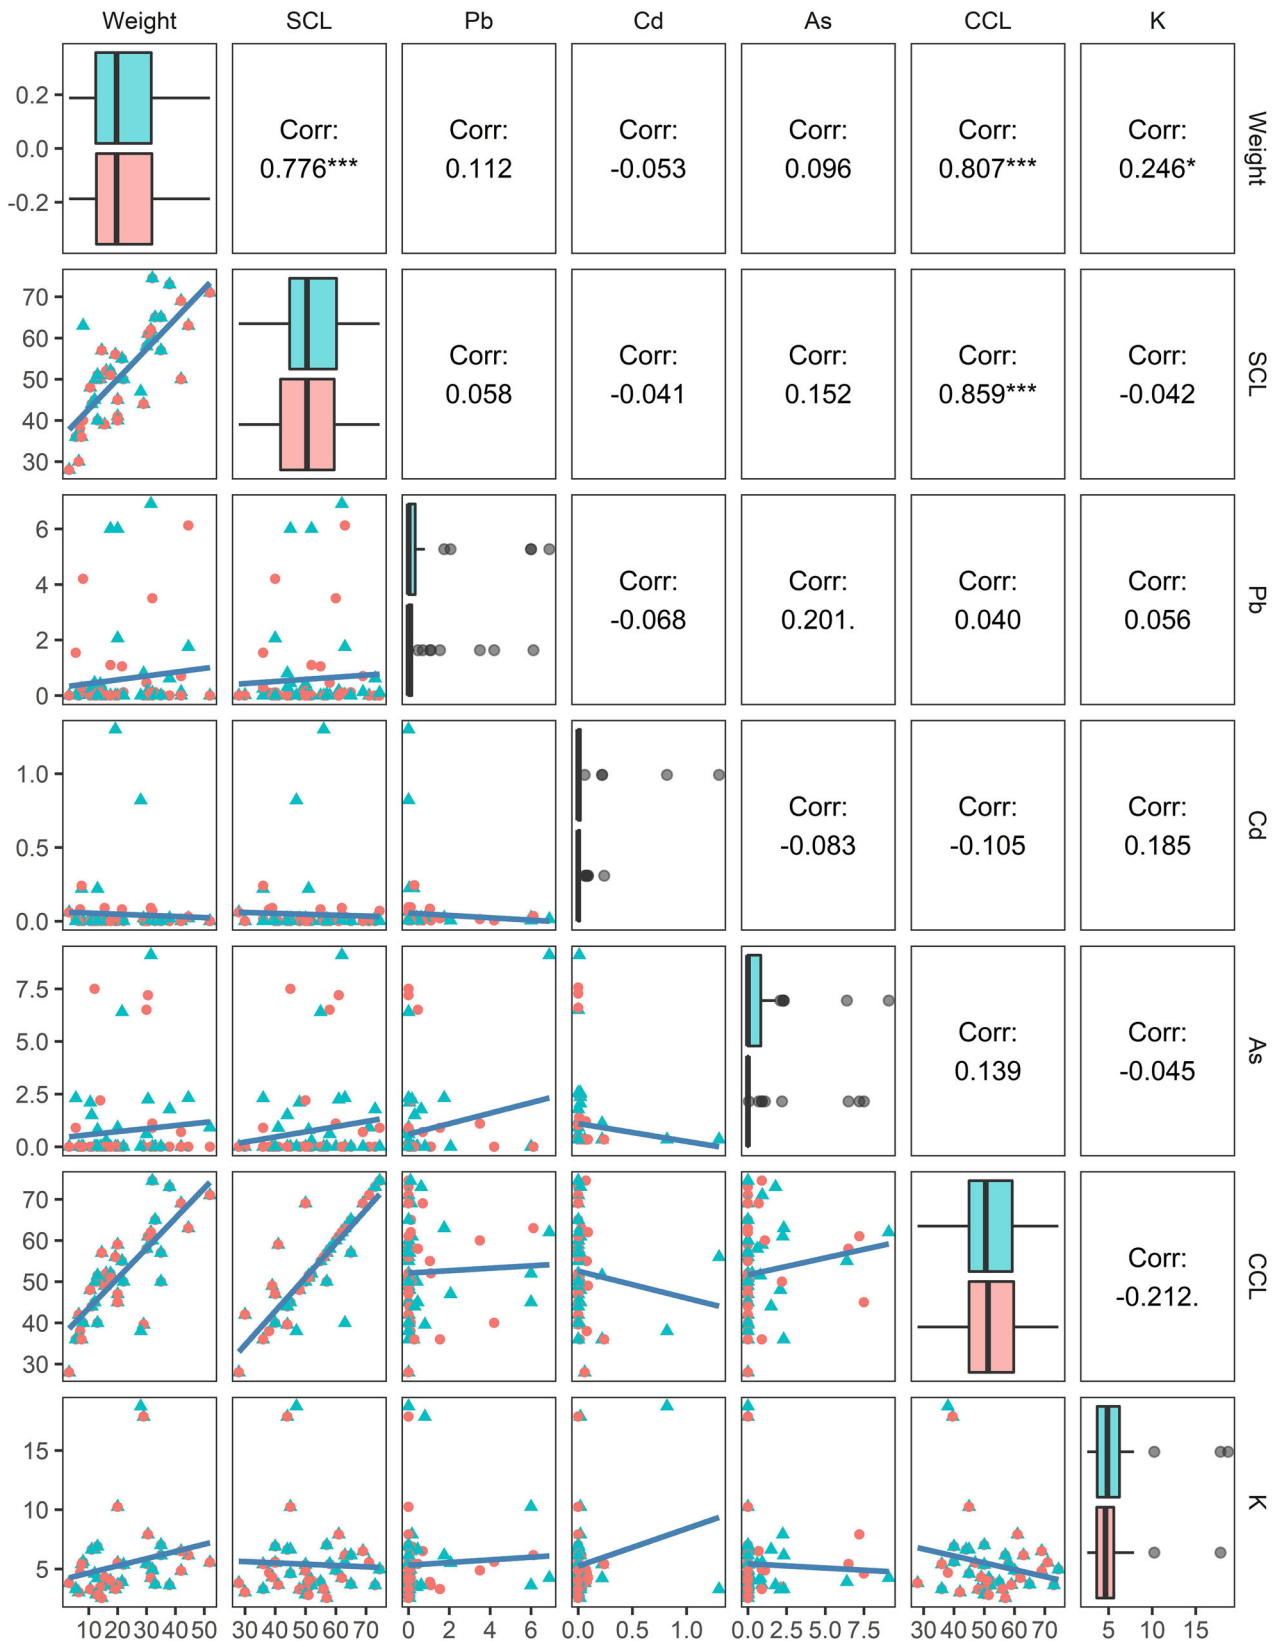 Weight SCL Pb Cd As CCL K
0.2
0.0
-0.2
Corr:
0.776***
Corr:
0.112
Corr:
-0.053
Corr:
0.096
Corr:
0.807***
Corr:
0.246*
Weight
70
60
50
40
30
Corr:
0.058
Corr:
-0.041
Corr:
0.152
Corr:
0.859***
Corr:
-0.042
SCL
6
4
2
0
Corr:
-0.068
Corr:
0.201.
Corr:
0.040
Corr:
0.056
Pb
1.0
0.5
0.0
Corr:
-0.083
Corr:
-0.105
Corr:
0.185
Cd
7.5
5.0
2.5
0.0
Corr:
0.139
Corr:
-0.045
As
70
60
50
40
30
Corr:
-0.212.
CCL
15
10
5
K
10 20 30 40 50 30 40 50 60 70 0 2 4 6 0.0 0.5 1.0 0.0 2.5 5.0 7.5 30 40 50 60 70 5 10 15